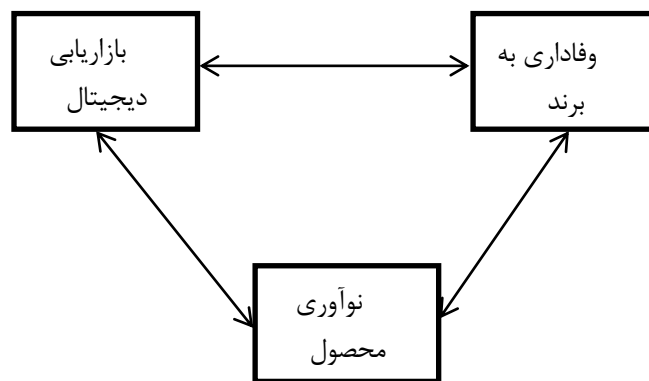 وفاداری به
برند
بازاریابی
دیجیتال
نوآوری
محصول